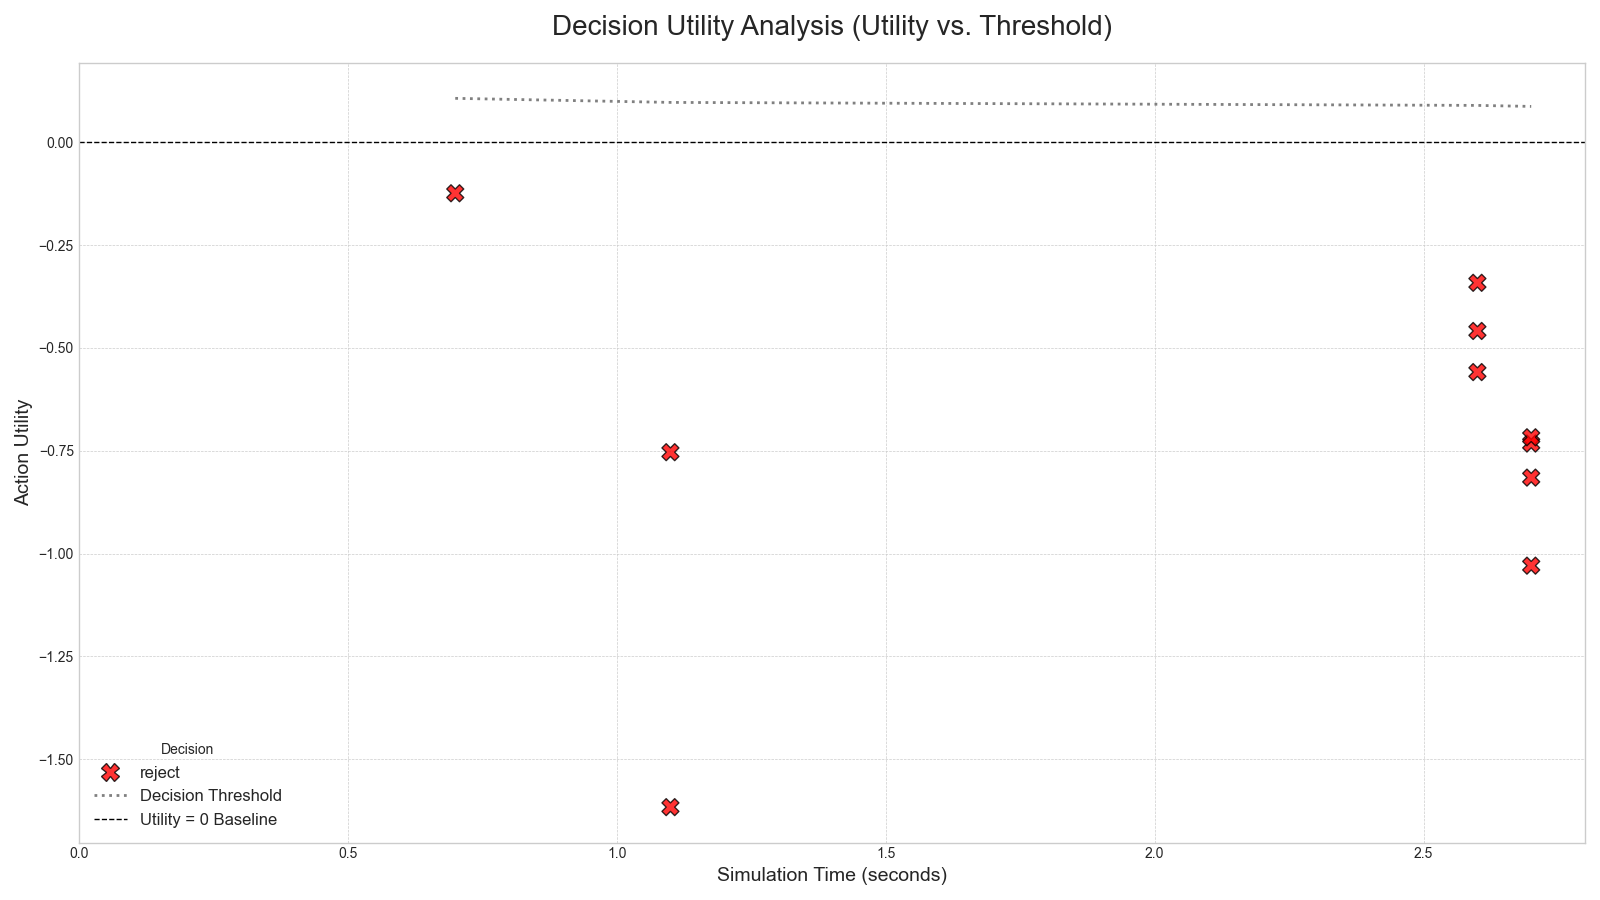 Decision Utility Analysis (Utility vs. Threshold)
Action Utility
0.00
−0.25
−0.50
−0.75
−1.00
−1.25
−1.50
Decision
reject
Decision Threshold
Utility = 0 Baseline
0.0 0.5 1.0 1.5 2.0 2.5
Simulation Time (seconds)